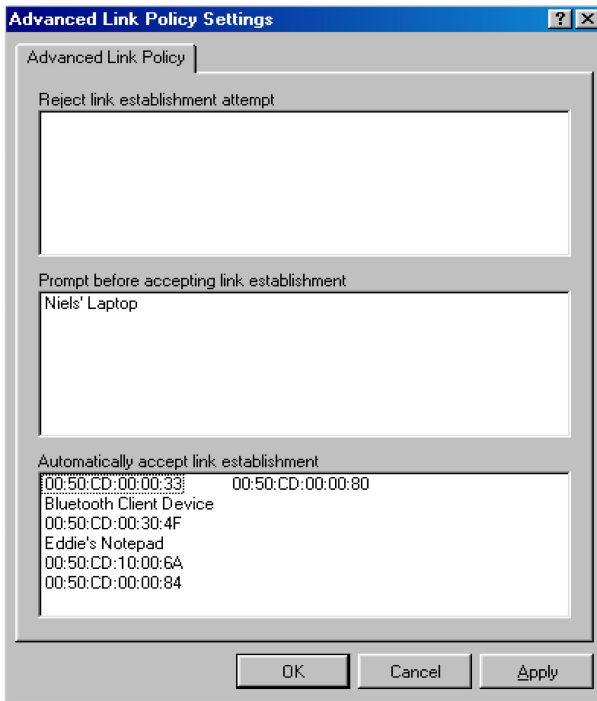 Advanced Link Policy Settings
Advanced Link Policy
Reject link establishment attempt
Prompt before accepting link establishment
Niels' Laptop
Automatically accept link establishment
00:50:CD:00:00:33 00:50:CD:00:00:80
Bluetooth Client Device
00:50:CD:00:30:4F
Eddie's Notepad
00:50:CD:10:00:6A
00:50:CD:00:00:84
OK Cancel Apply